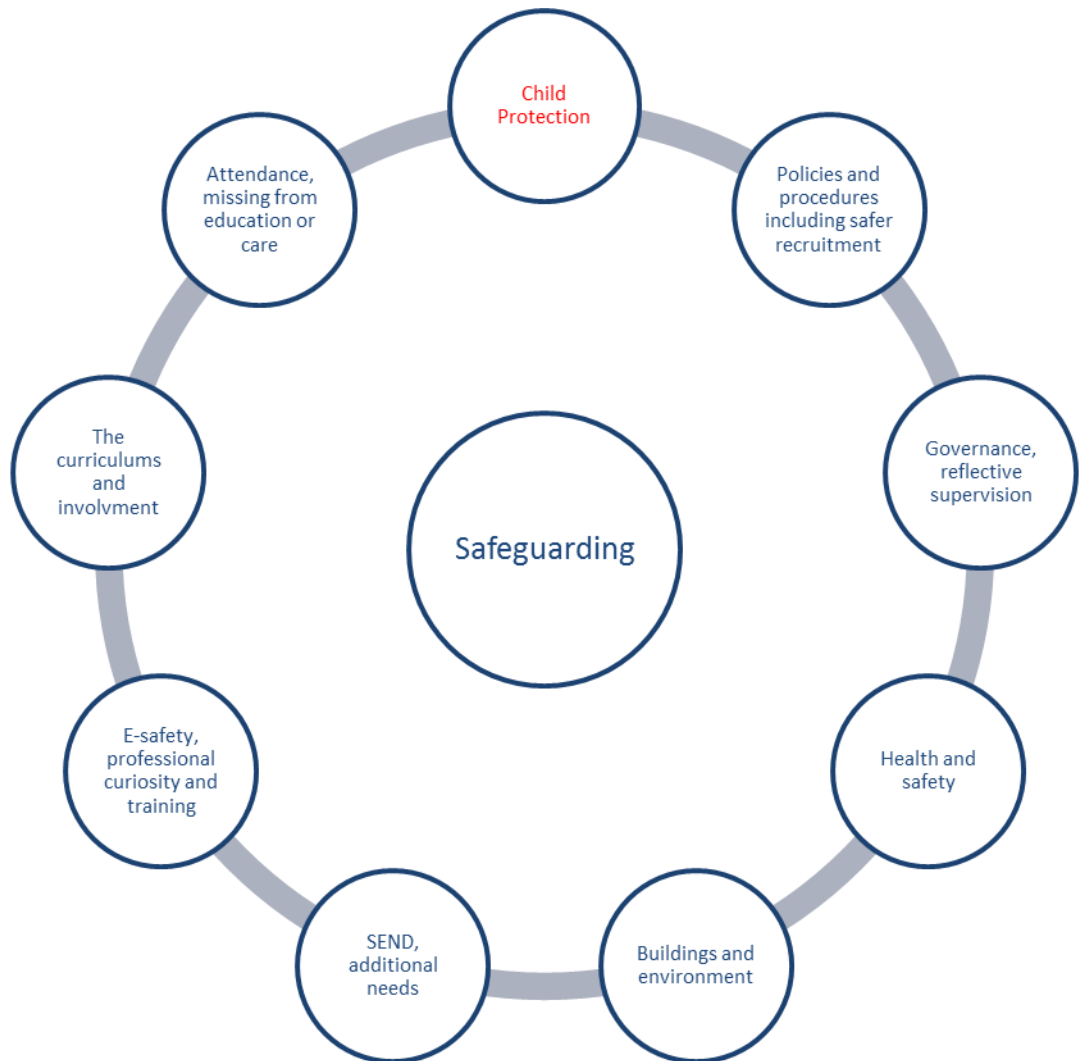 Child
Protection
Policies and
procedures
including safer
recruitment
Governance,
reflective
supervision
Health and
safety
Buildings and
environment
SEND,
additional
needs
E-safety,
professional
curiosity and
training
The
curriculums
and
involvment
Attendance,
missing from
education or
care
Safeguarding